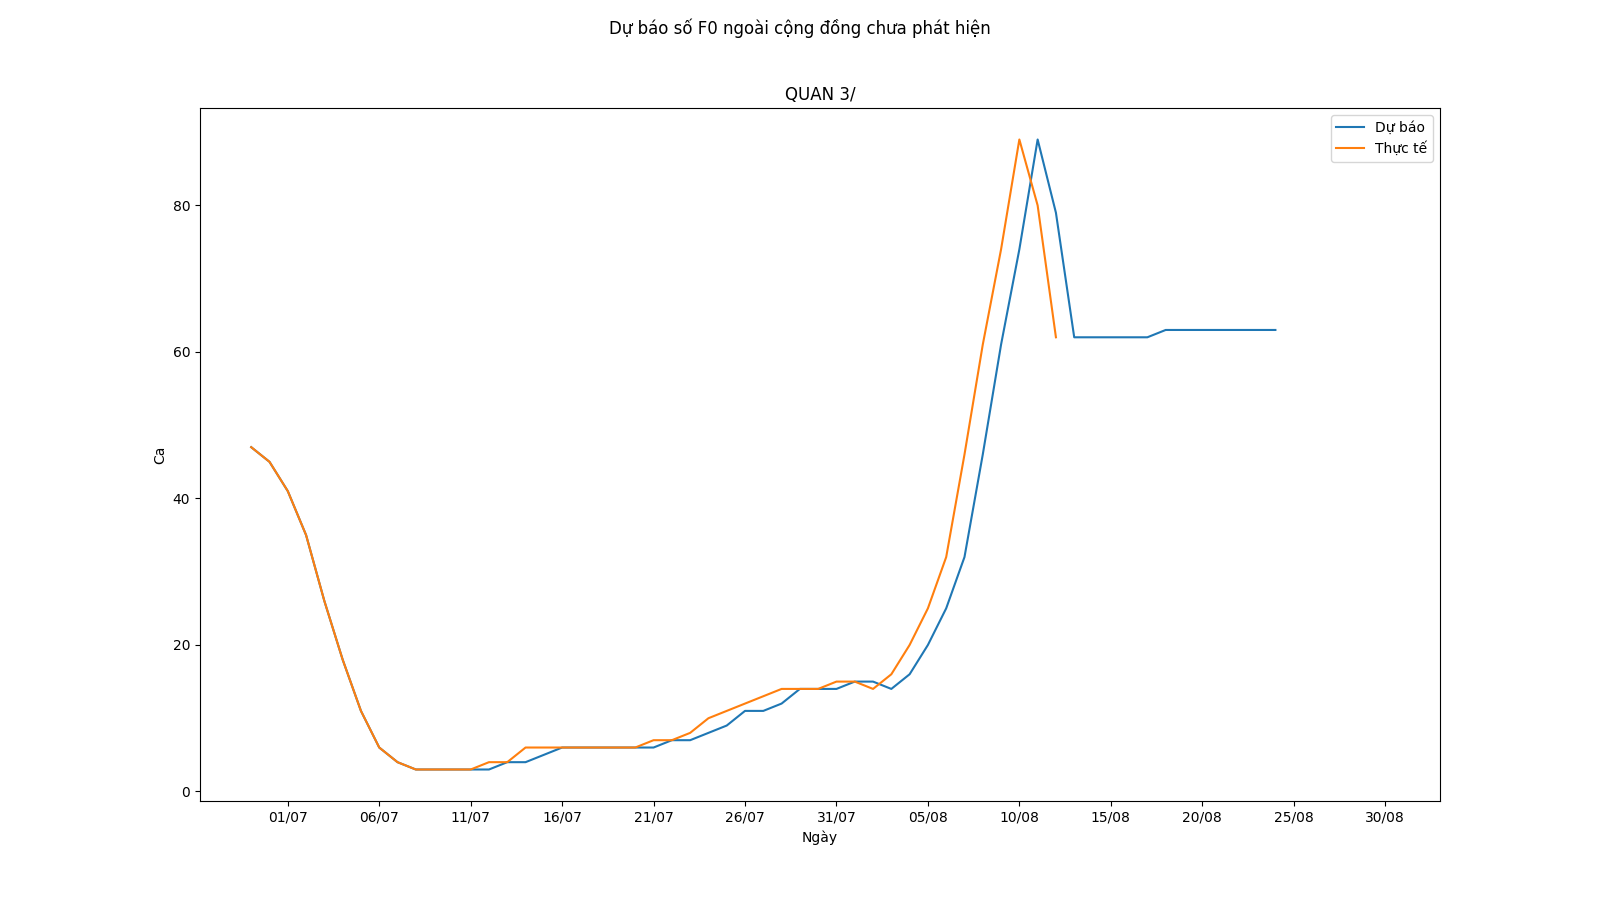 Dự báo số F0 ngoài cộng đồng chưa phát hiện
QUAN 3/
Dự báo
Thực tế
Ca
80
60
40
20
0
01/07 06/07 11/07 16/07 21/07 26/07 31/07 05/08 10/08 15/08 20/08 25/08 30/08
Ngày